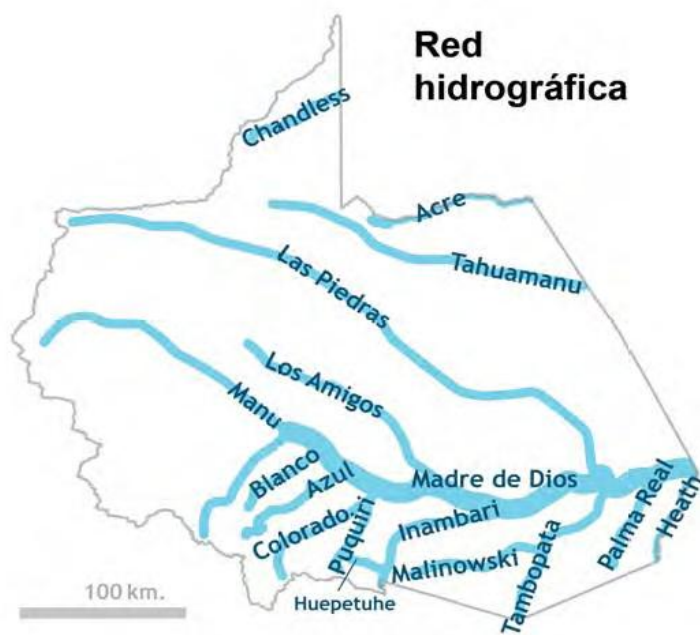 Red
hidrográfica
Chandless
Acre
Tahuamanu
Las Piedras
Los Amigos
Manu
Blanco
Azul
Madre de Dios
Colorado
Puquiri
Inambari
Malinowski
Tambopata
Palma Real
Heath
Huepetuhe
100 km.